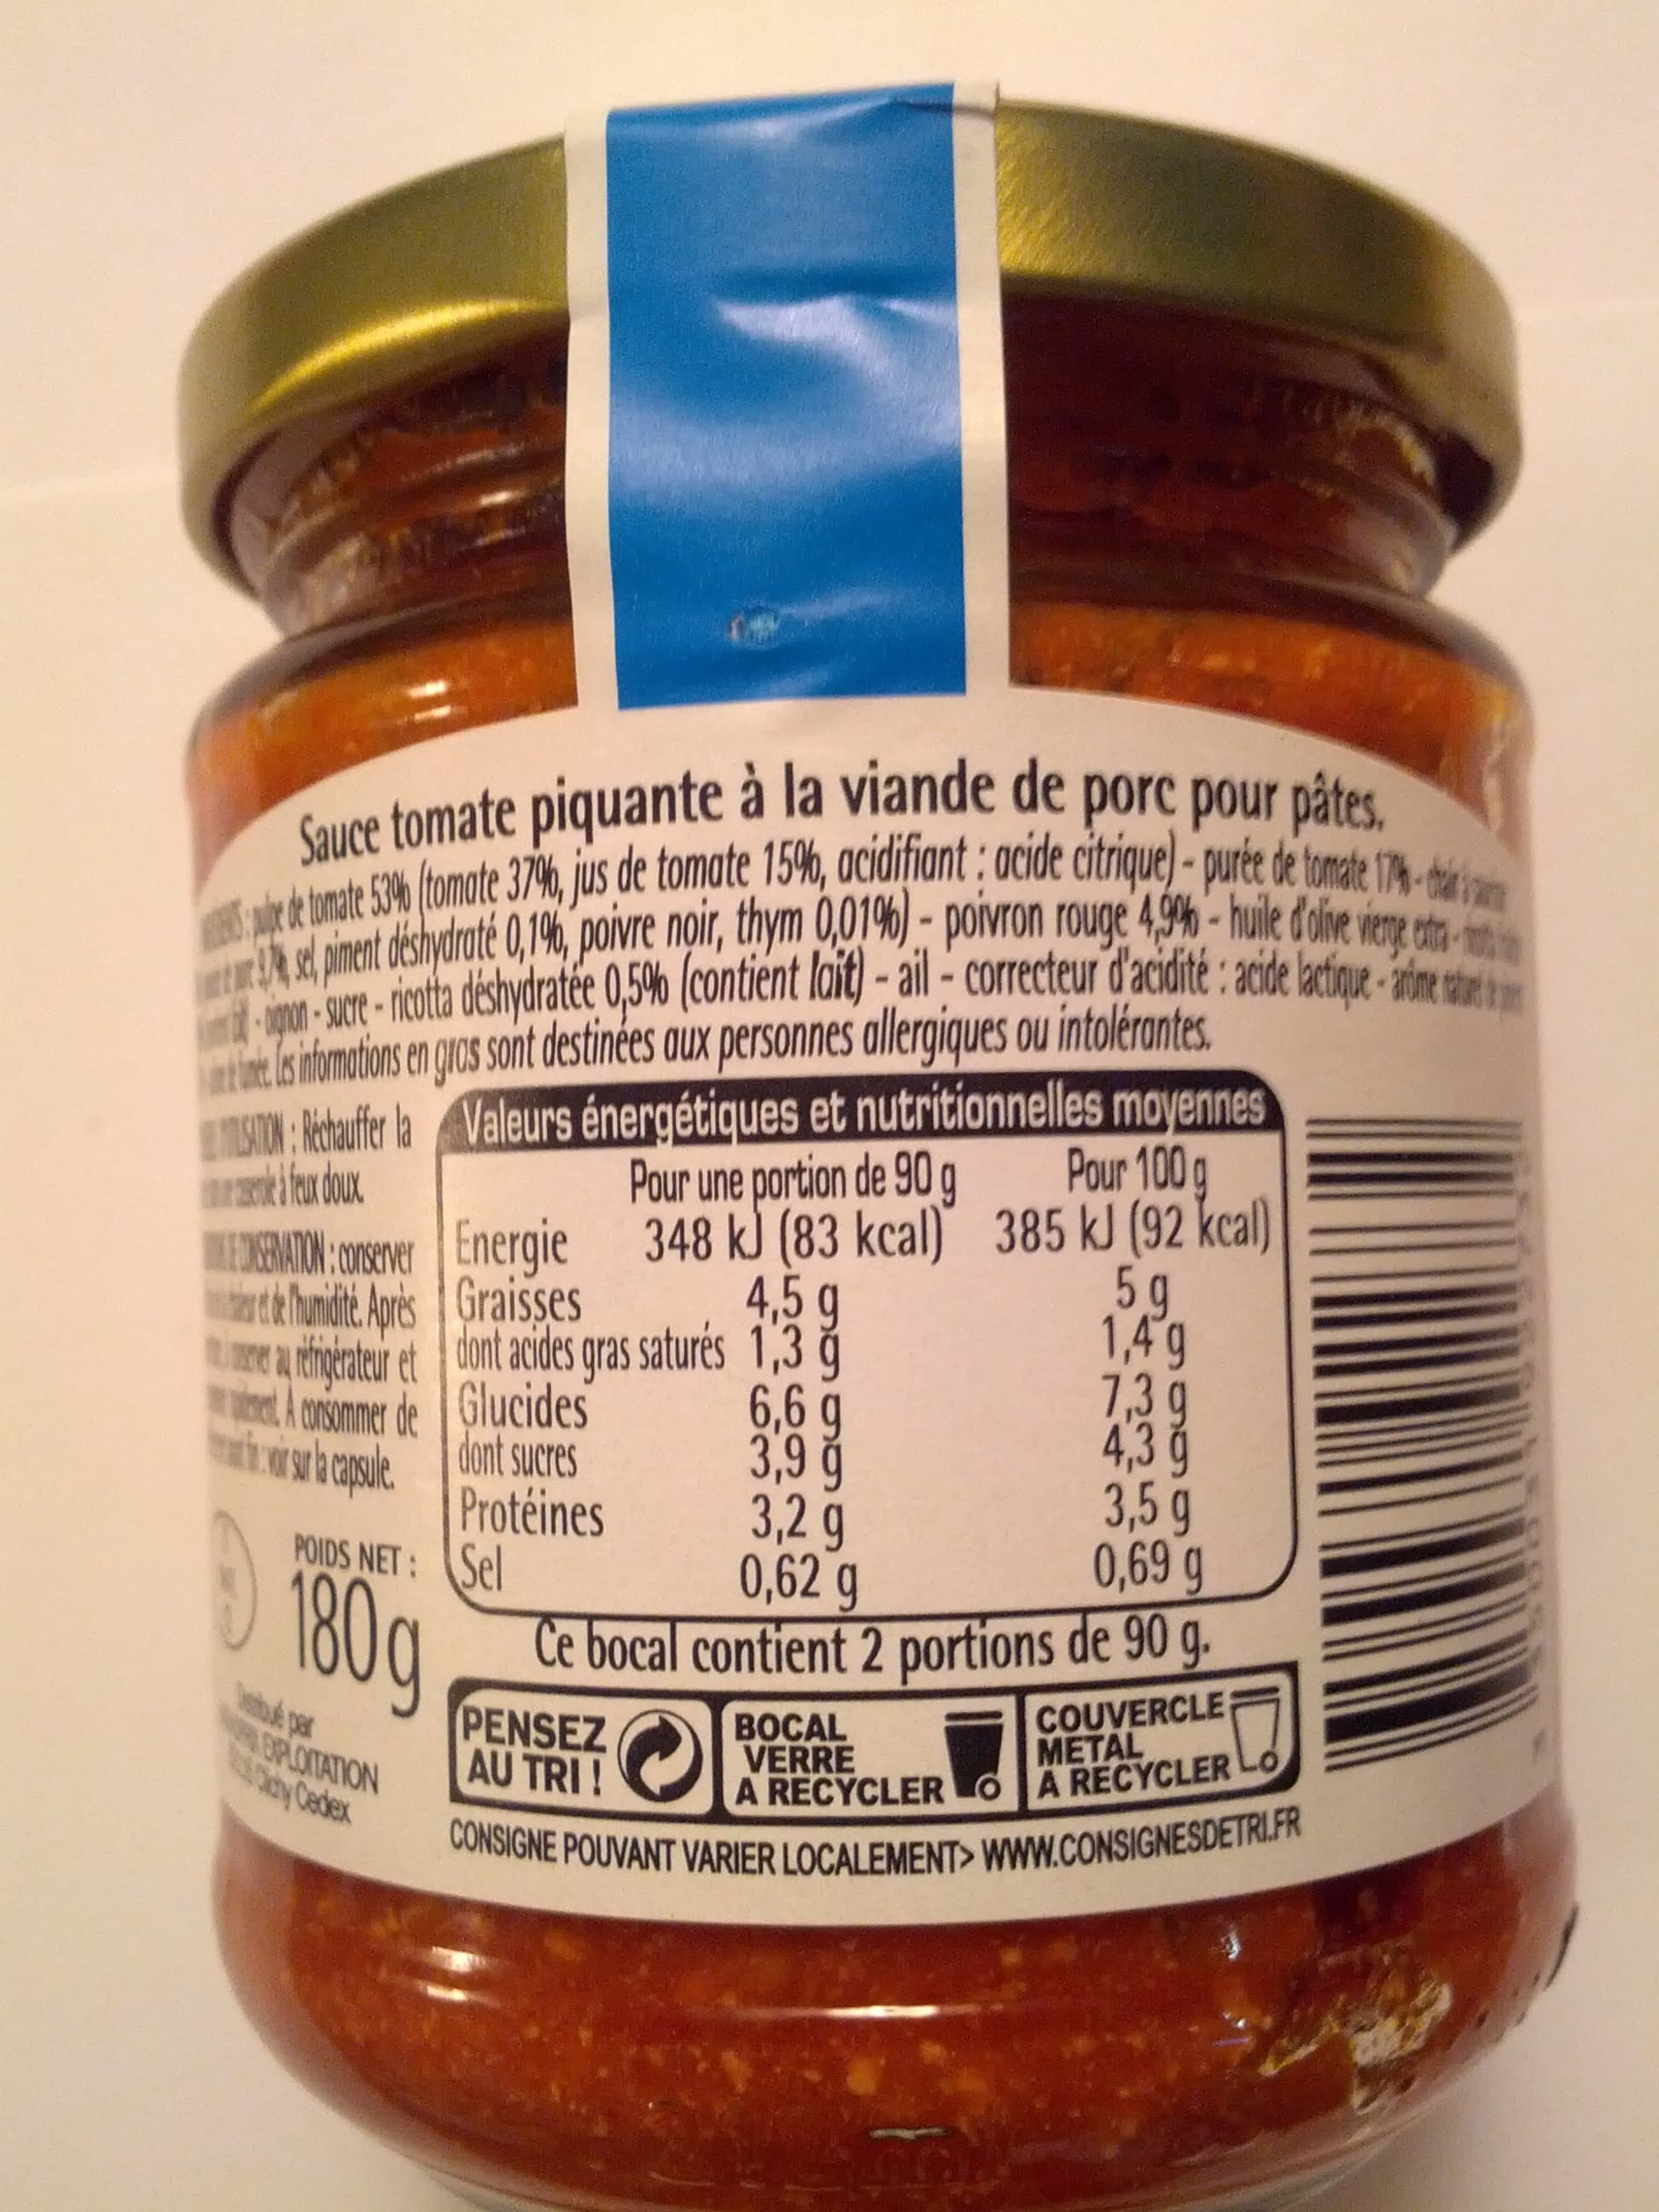 Sauce tomate piquante à la viande de porc pour pâtes.
pulpe de tomate 53% (tomate 37%, jus de tomate 15%, acidifiant : acide citrique) - purée de tomate 17% - chair à
9,7%, sel, piment déshydraté 0,1%, poivre noir, thym 0,01%) - poivron rouge 4,9% - huile d'olive vierge extra -
- oignon - sucre - ricotta déshydratée 0,5% (contient lait) - ail - correcteur d'acidité : acide lactique - arôme naturel de
Les informations en gras sont destinées aux personnes allergiques ou intolérantes.
: Réchauffer la
casserole à feux doux.
CONSERVATION : conserver
et de l'humidité. Après
au réfrigérateur et
A consommer de
fin : voir sur la capsule.
POIDS NET :
180g
Distribué par
EXPLOITATION
Clichy Cedex
Valeurs énergétiques et nutritionnelles moyennes
Pour une portion de 90 g Pour 100 g
Energie 348 kJ (83 kcal) 385 kJ (92 kcal)
Graisses 4,5 g 5 g
dont acides gras saturés 1,3 g 1,4 g
Glucides 6,6 g 7,3 g
dont sucres 3,9 g 4,3 g
Protéines 3,2 g 3,5 g
Sel 0,62 g 0,69 g
Ce bocal contient 2 portions de 90 g.
PENSEZ
AU TRI !
BOCAL
VERRE
A RECYCLER
COUVERCLE
METAL
A RECYCLER
CONSIGNE POUVANT VARIER LOCALEMENT> WWW.CONSIGNESDETRI.FR